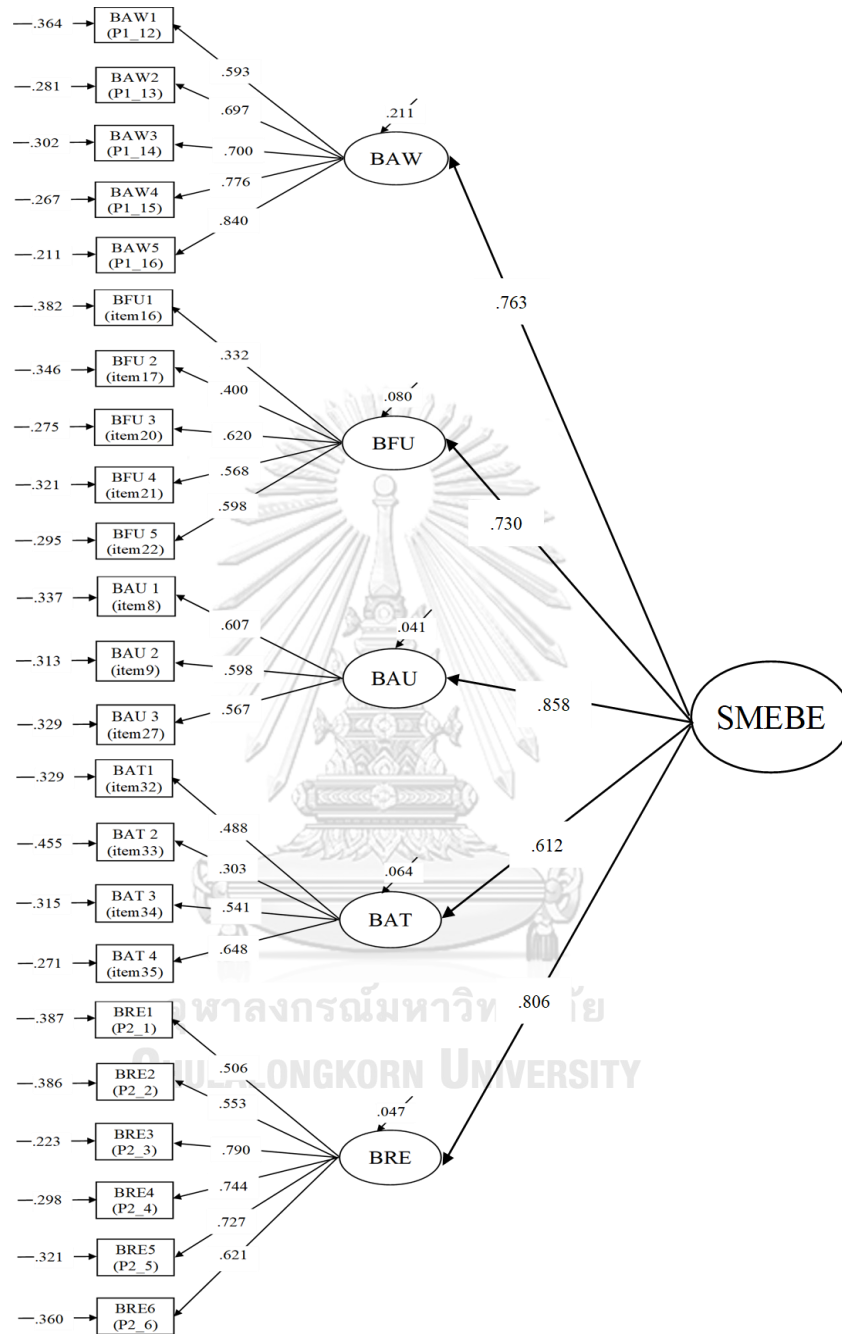 .364
BAW1
(P1_12)
.593
.281
BAW2
(P1_13)
.697
.302
BAW3
(P1_14)
.700
.267
BAW4
(P1_15)
.776
.211
BAW5
(P1_16)
.840
.211
BAW
.763
.382
BFU1
(item16)
.332
.346
BFU 2
(item17)
.400
.275
BFU 3
(item20)
.620
.321
BFU 4
(item21)
.568
.295
BFU 5
(item22)
.598
.080
BFU
.730
.337
BAU 1
(item8)
.607
.313
BAU 2
(item9)
.598
.329
BAU 3
(item27)
.567
.041
BAU
.858
SMEBE
.329
BAT1
(item32)
.488
.455
BAT 2
(item33)
.303
.315
BAT 3
(item34)
.541
.271
BAT 4
(item35)
.648
.064
BAT
.612
จุฬาลงกรณ์มหาวิทยาลัย
CHULALONGKORN UNIVERSITY
.387
BRE1
(P2_1)
.506
.386
BRE2
(P2_2)
.553
.223
BRE3
(P2_3)
.790
.298
BRE4
(P2_4)
.744
.321
BRE5
(P2_5)
.727
.360
BRE6
(P2_6)
.621
.047
BRE
.806